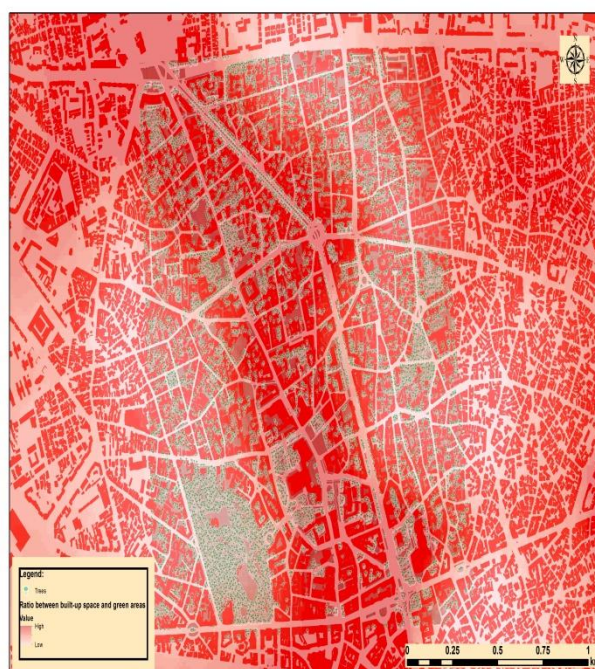 Legend:
Trees
Ratio between built-up space and green areas
Value
High
Low
0 0.25 0.5 0.75 1